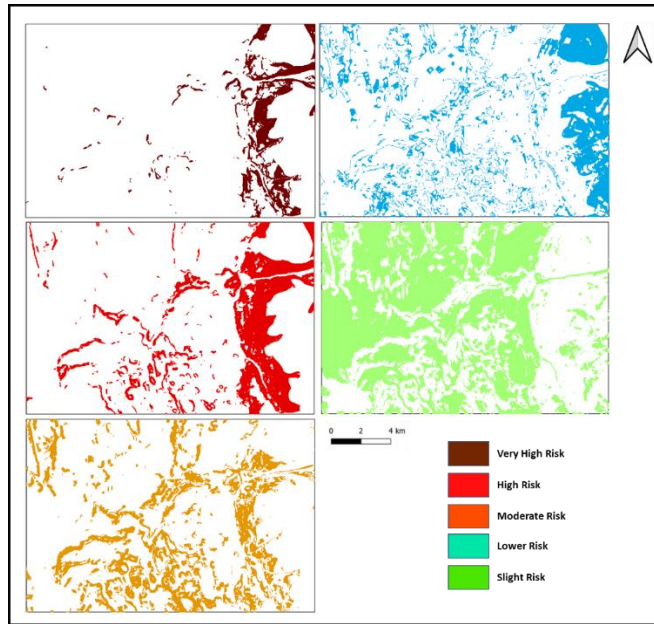 0 2 4 km
Very High Risk
High Risk
Moderate Risk
Lower Risk
Slight Risk